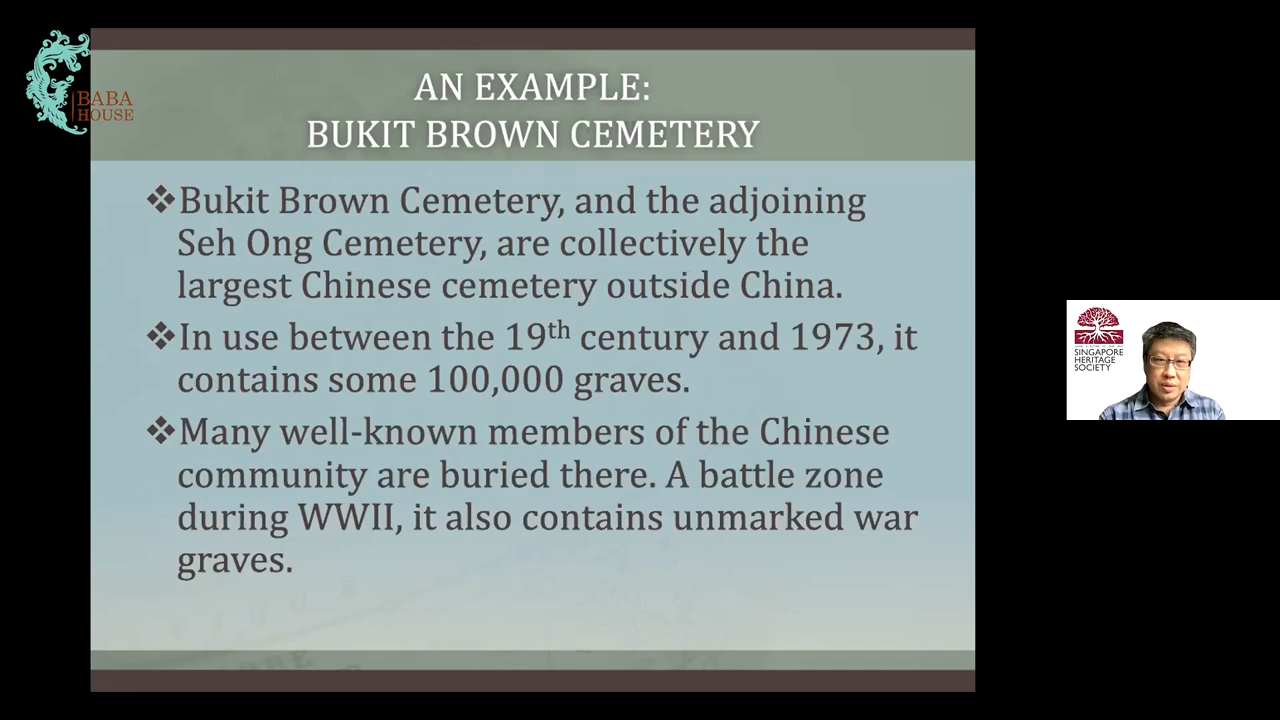 BABA
HOUSE
AN EXAMPLE:
BUKIT BROWN CEMETERY
❖Bukit Brown Cemetery, and the adjoining
Seh Ong Cemetery, are collectively the
largest Chinese cemetery outside China.
❖In use between the 19th century and 1973, it
contains some 100,000 graves.
❖Many well-known members of the Chinese
community are buried there. A battle zone
during WWII, it also contains unmarked war
graves.
SINGAPORE
HERITAGE
SOCIETY